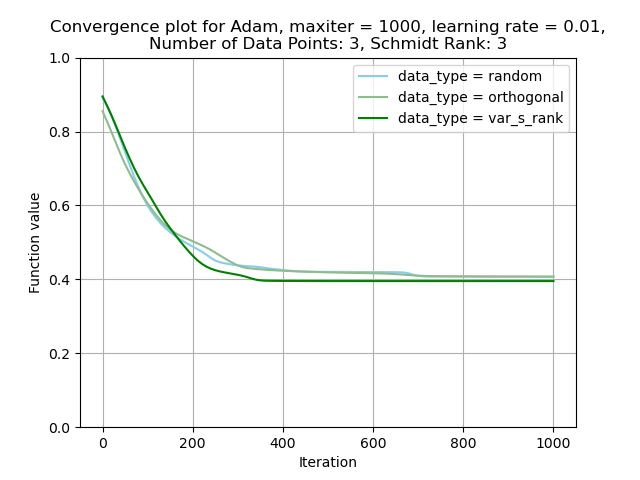 Convergence plot for Adam, maxiter = 1000, learning rate = 0.01,
Number of Data Points: 3, Schmidt Rank: 3
data_type = random
data_type = orthogonal
data_type = var_s_rank
Function value
1.0
0.8
0.6
0.4
0.2
0.0
0 200 400 600 800 1000
Iteration